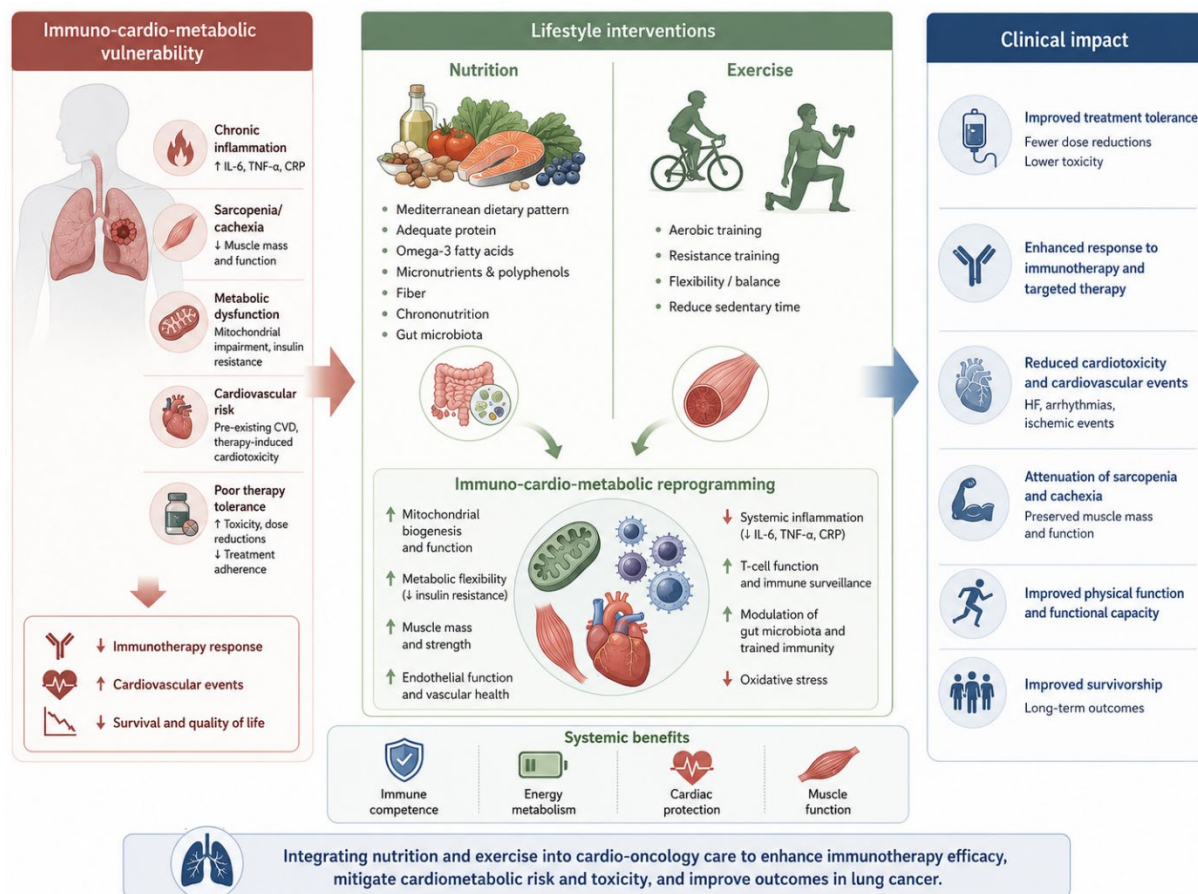 Immuno-cardio-metabolic
vulnerability
Chronic
inflammation
↑ IL-6, TNF-α, CRP
Sarcopenia/
cachexia
↓ Muscle mass
and function
Metabolic
dysfunction
Mitochondrial
impairment, insulin
resistance
Cardiovascular
risk
Pre-existing CVD,
therapy-induced
cardiotoxicity
Poor therapy
tolerance
↑ Toxicity, dose
reductions
↓ Treatment
adherence
↓ Immunotherapy response
↑ Cardiovascular events
↓ Survival and quality of life
Lifestyle interventions
Nutrition
• Mediterranean dietary pattern
• Adequate protein
• Omega-3 fatty acids
• Micronutrients & polyphenols
• Fiber
• Chrononutrition
• Gut microbiota
Exercise
• Aerobic training
• Resistance training
• Flexibility / balance
• Reduce sedentary time
Immuno-cardio-metabolic reprogramming
↑ Mitochondrial
biogenesis
and function
↑ Metabolic flexibility
(↓ insulin resistance)
↑ Muscle mass
and strength
↑ Endothelial function
and vascular health
↓ Systemic inflammation
(↓ IL-6, TNF-α, CRP)
↑ T-cell function
and immune surveillance
↑ Modulation of
gut microbiota and
trained immunity
↓ Oxidative stress
Systemic benefits
Immune
competence
Energy
metabolism
Cardiac
protection
Muscle
function
Clinical impact
Improved treatment tolerance
Fewer dose reductions
Lower toxicity
Enhanced response to
immunotherapy and
targeted therapy
Reduced cardiotoxicity
and cardiovascular events
HF, arrhythmias,
ischemic events
Attenuation of sarcopenia
and cachexia
Preserved muscle mass
and function
Improved physical function
and functional capacity
Improved survivorship
Long-term outcomes
Integrating nutrition and exercise into cardio-oncology care to enhance immunotherapy efficacy,
mitigate cardiometabolic risk and toxicity, and improve outcomes in lung cancer.